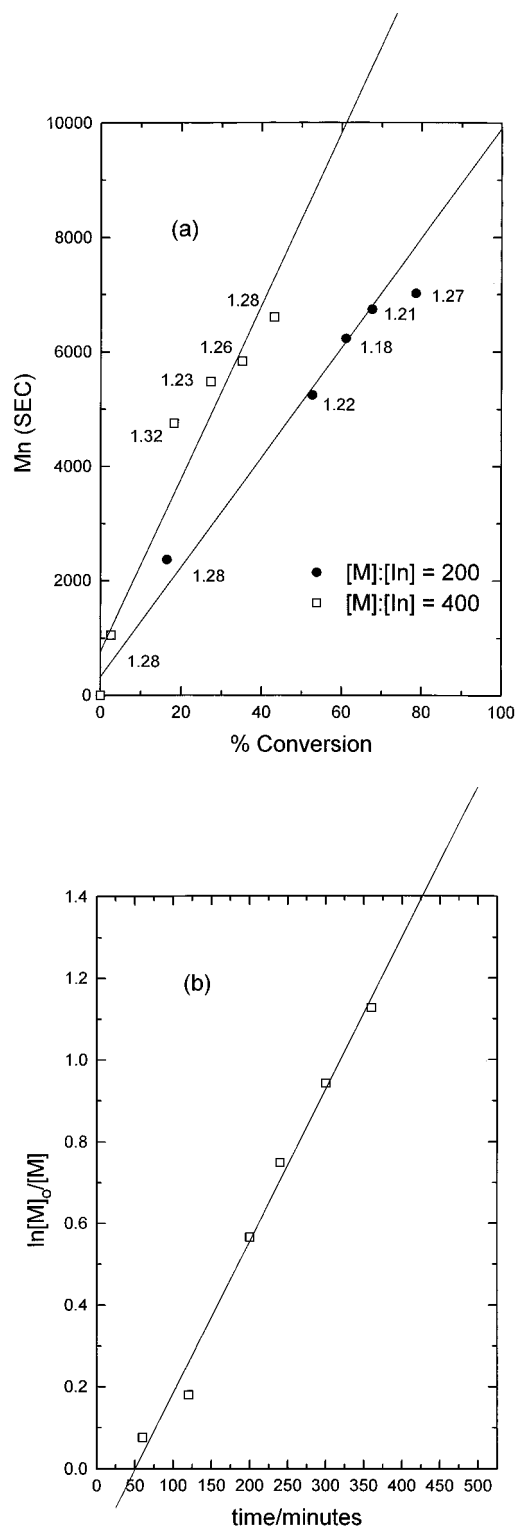 10000
8000
6000
4000
2000
0
Mn (SEC)
(a)
1.28
1.26
1.23
1.32
1.27
1.21
1.18
1.22
1.28
1.28
[M]:[In] = 200
[M]:[In] = 400
0 20 40 60 80 100
% Conversion
1.4
1.2
1.0
0.8
0.6
0.4
0.2
0.0
ln[M]o/[M]
(b)
0 50 100 150 200 250 300 350 400 450 500
time/minutes